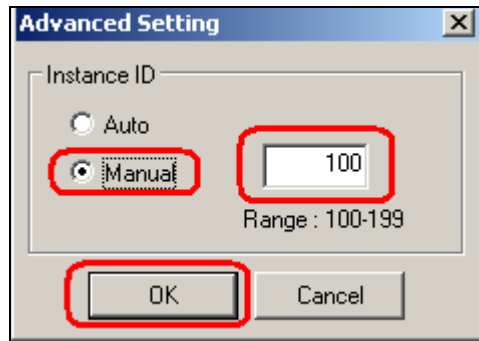 Advanced Setting
Instance ID
Auto
Manual
100
Range : 100-199
OK
Cancel